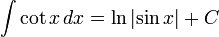 ∫ cot x dx = ln |sin x| + C